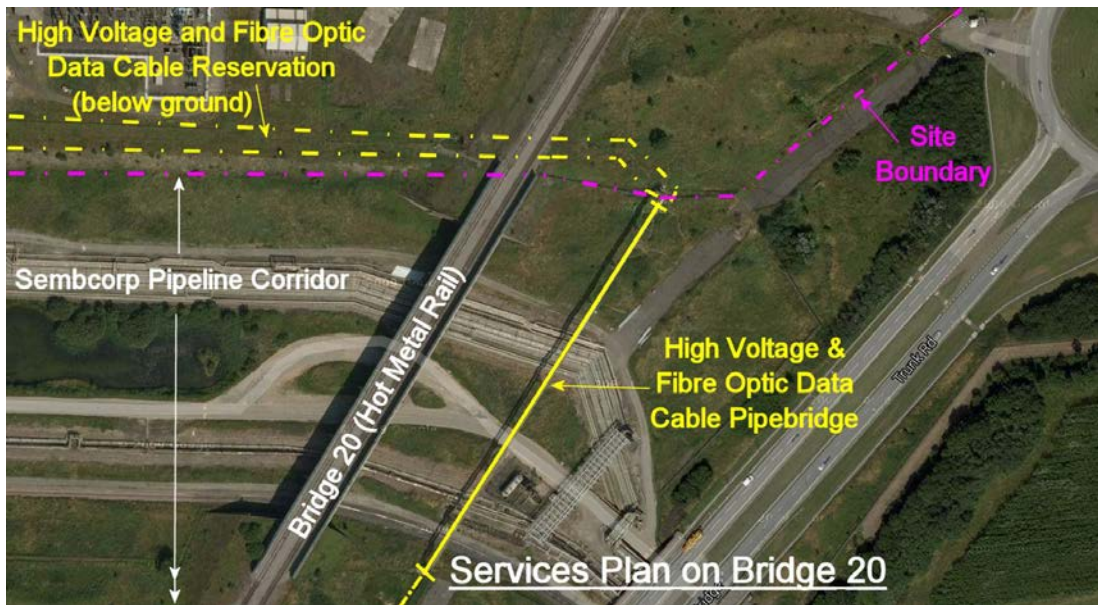 High Voltage and Fibre Optic
Data Cable Reservation
(below ground)
Site
Boundary
Sembcorp Pipeline Corridor
Bridge 20 (Hot Metal Rail)
High Voltage &
Fibre Optic Data
Cable Pipebridge
Trunk Rd
Services Plan on Bridge 20